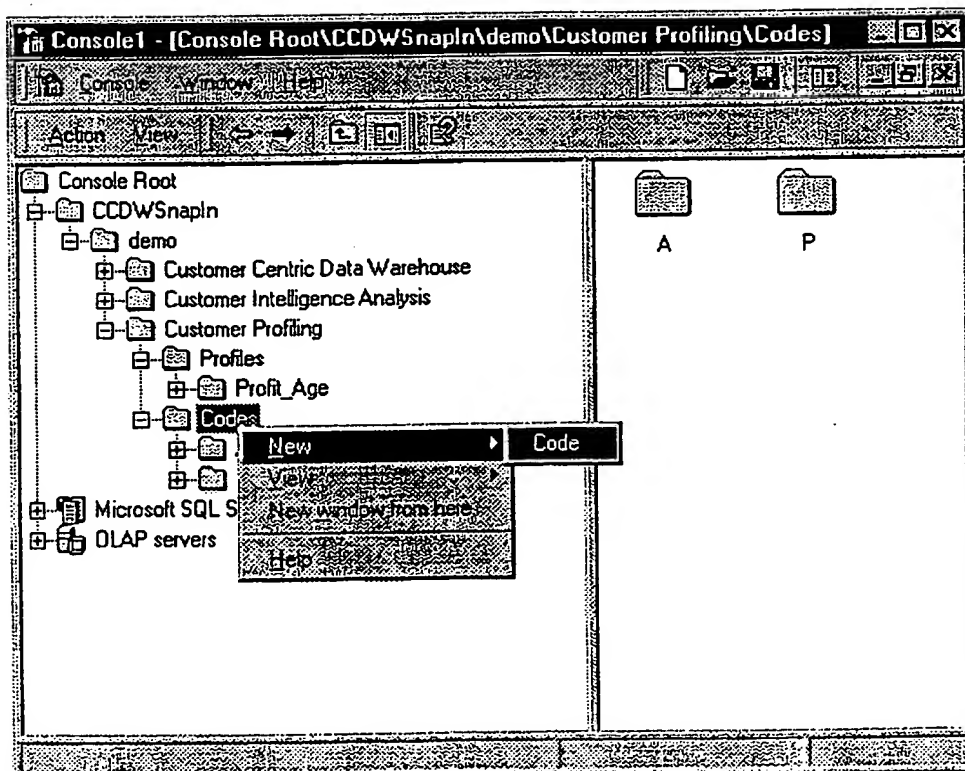 Console1 - [Console Root\CCDWSnapIn\demo\Customer Profiling\Codes]
Console Window Help
Action View
Console Root
CCDWSnapIn
demo
Customer Centric Data Warehouse
Customer Intelligence Analysis
Customer Profiling
Profiles
Profit_Age
Codes
Microsoft SQL S
OLAP servers
New
Code
View
New window from here
Help
A
P